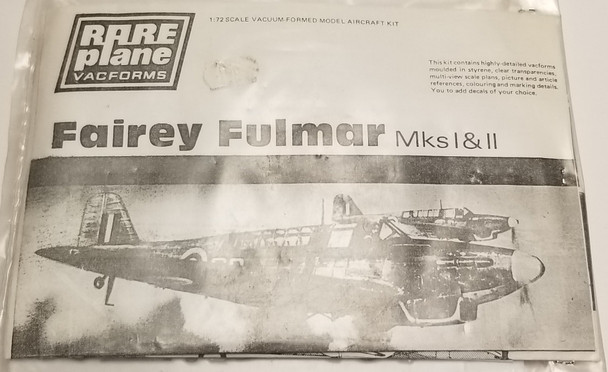 RARE
plane
VACFORMS
1:72 SCALE VACUUM-FORMED MODEL AIRCRAFT KIT
This kit contains highly-detailed vacforms
moulded in styrene, clear transparencies,
multi-view scale plans, picture and article
references, colouring and marking details.
You to add decals of your choice.
Fairey Fulmar Mks I & II